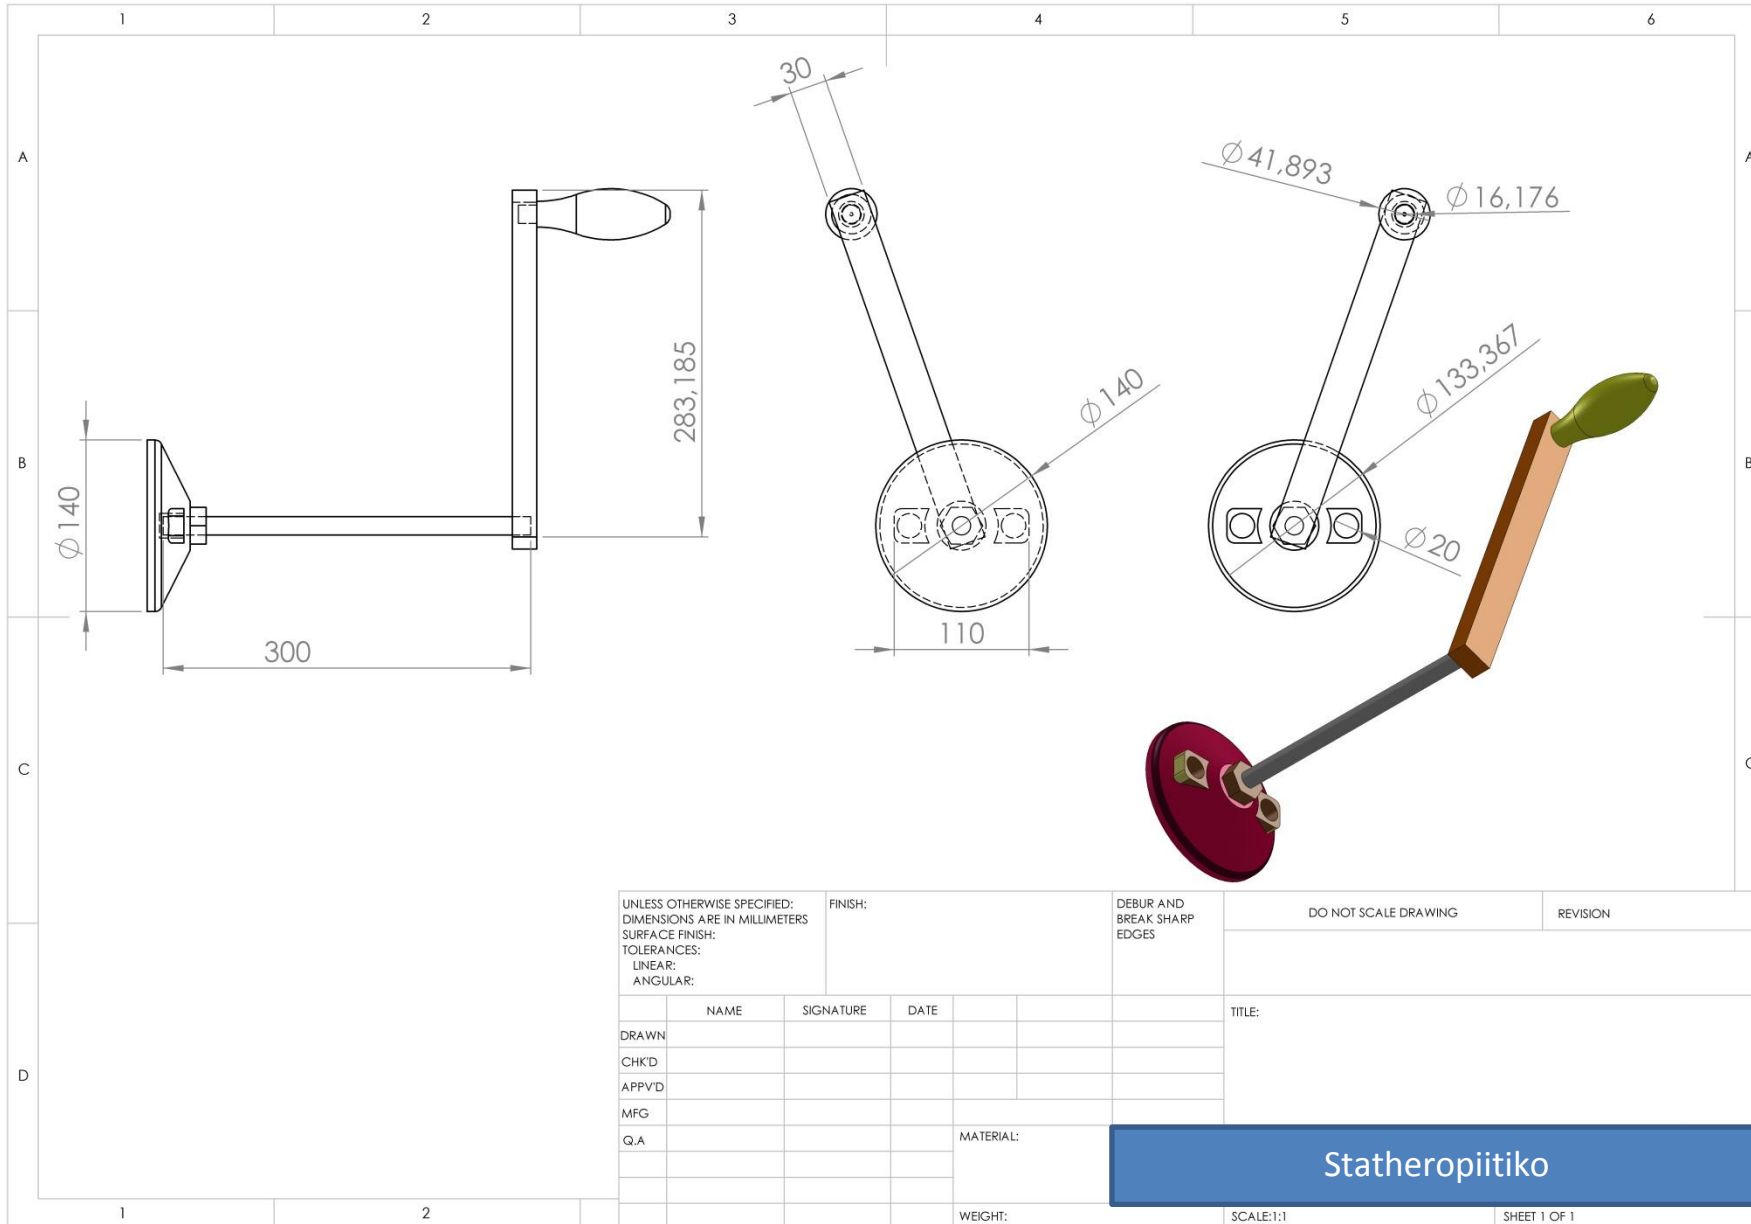 1 2 3 4 5 6
A
B
C
D
A
B
C
30
Ø41,893
Ø16,176
283,185
Ø140
Ø133,367
Ø140
Ø20
300
110
UNLESS OTHERWISE SPECIFIED:
DIMENSIONS ARE IN MILLIMETERS
SURFACE FINISH:
TOLERANCES:
LINEAR:
ANGULAR:
FINISH:
DEBUR AND
BREAK SHARP
EDGES
DO NOT SCALE DRAWING
REVISION
NAME SIGNATURE DATE
DRAWN
CHK'D
APPV'D
MFG
Q.A
TITLE:
MATERIAL:
Statheropiitiko
WEIGHT:
SCALE:1:1
SHEET 1 OF 1
1 2